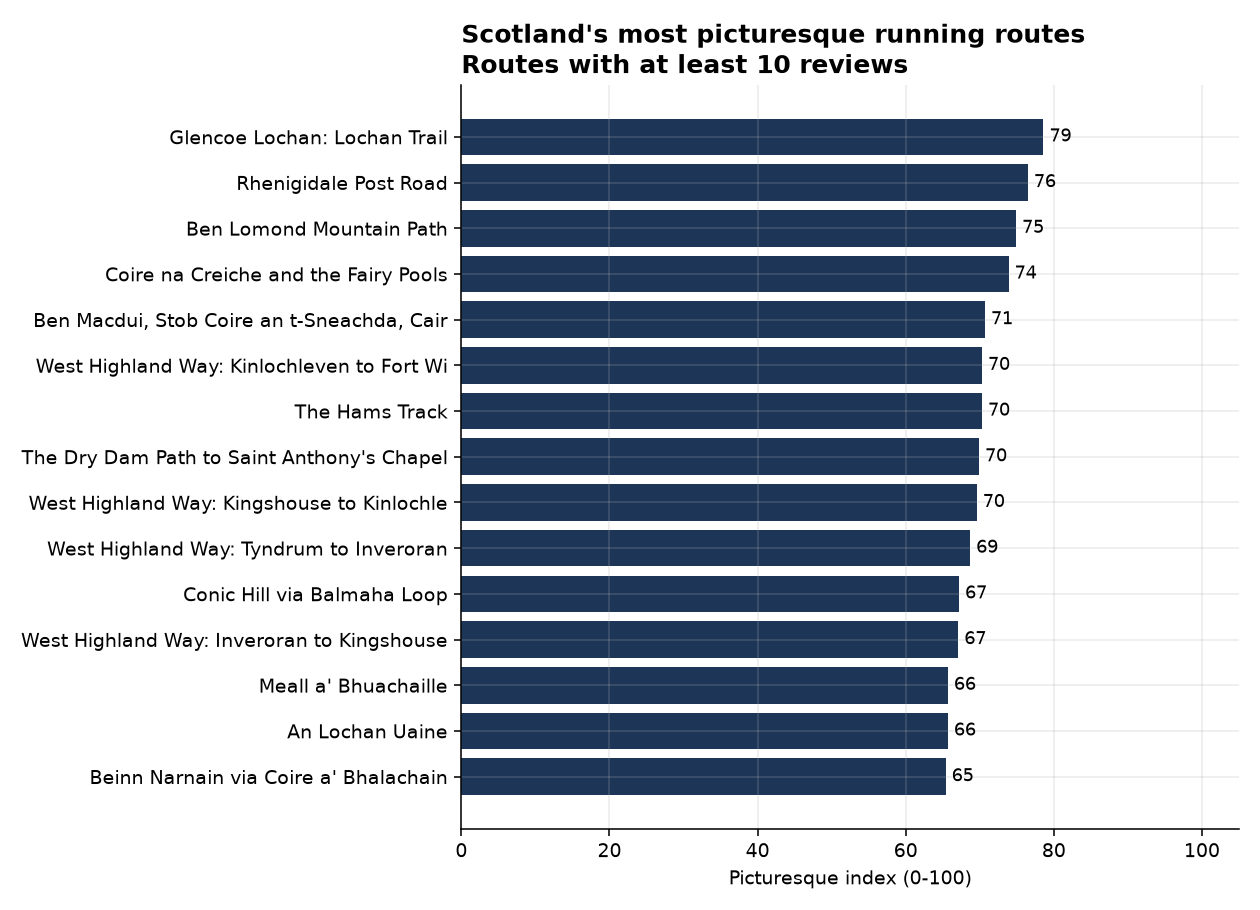 Scotland's most picturesque running routes
Routes with at least 10 reviews
Glencoe Lochan: Lochan Trail 79
Rhenigidale Post Road 76
Ben Lomond Mountain Path 75
Coire na Creiche and the Fairy Pools 74
Ben Macdui, Stob Coire an t-Sneachda, Cair 71
West Highland Way: Kinlochleven to Fort Wi 70
The Hams Track 70
The Dry Dam Path to Saint Anthony's Chapel 70
West Highland Way: Kingshouse to Kinlochle 70
West Highland Way: Tyndrum to Inveroran 69
Conic Hill via Balmaha Loop 67
West Highland Way: Inveroran to Kingshouse 67
Meall a' Bhuachaille 66
An Lochan Uaine 66
Beinn Narnain via Coire a' Bhalachain 65
0 20 40 60 80 100
Picturesque index (0-100)